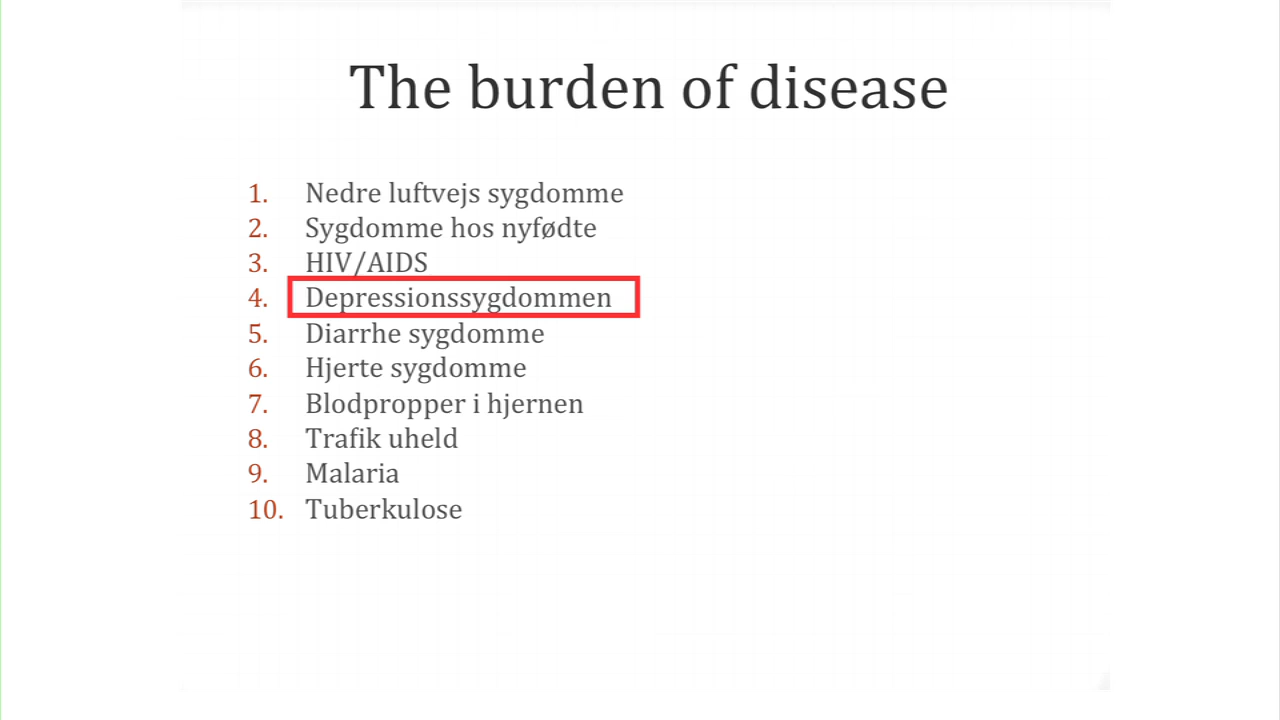 The burden of disease
1. Nedre luftvejs sygdomme
2. Sygdomme hos nyfødte
3. HIV/AIDS
4. Depressionssygdommen
5. Diarrhe sygdomme
6. Hjerte sygdomme
7. Blodpropper i hjernen
8. Trafik uheld
9. Malaria
10. Tuberkulose